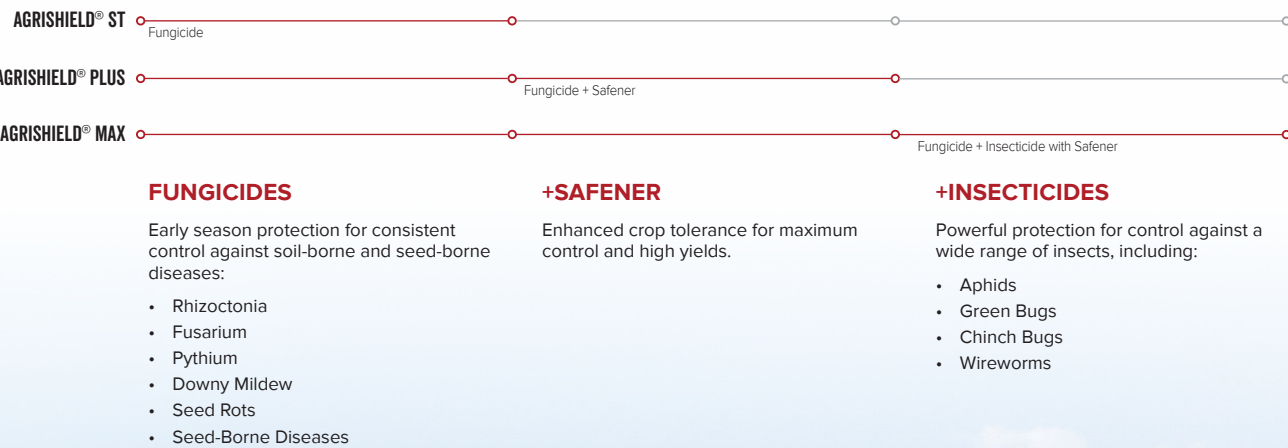 AGRISHIELD® ST
Fungicide
AGRISHIELD® PLUS
Fungicide + Safener
AGRISHIELD® MAX
Fungicide + Insecticide with Safener
FUNGICIDES
Early season protection for consistent
control against soil-borne and seed-borne
diseases:
• Rhizoctonia
• Fusarium
• Pythium
• Downy Mildew
• Seed Rots
• Seed-Borne Diseases
+SAFENER
Enhanced crop tolerance for maximum
control and high yields.
+INSECTICIDES
Powerful protection for control against a
wide range of insects, including:
• Aphids
• Green Bugs
• Chinch Bugs
• Wireworms